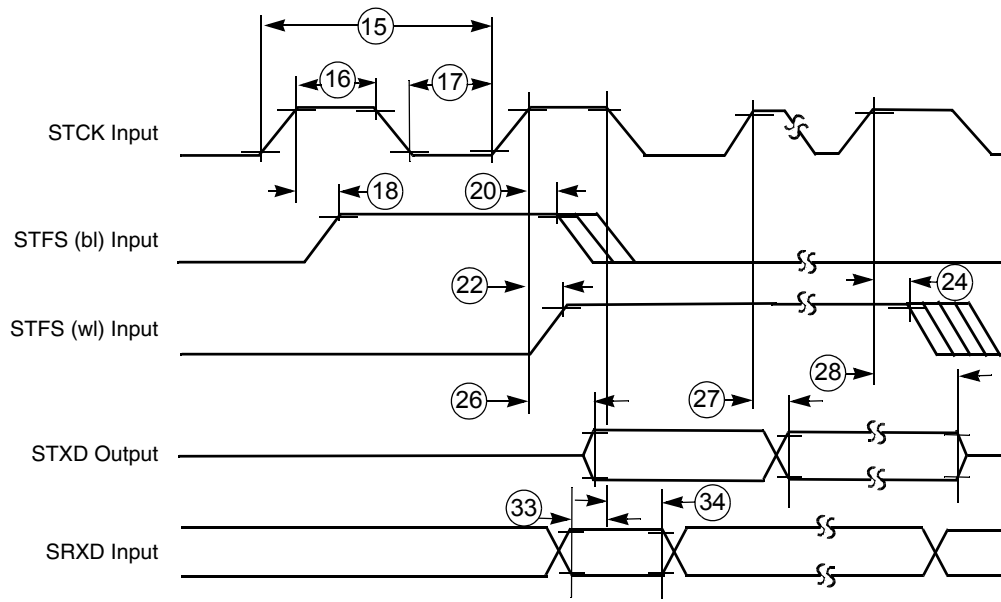 15
16
17
STCK Input
18
20
STFS (bl) Input
22
24
STFS (wl) Input
26
27
28
STXD Output
33
34
SRXD Input